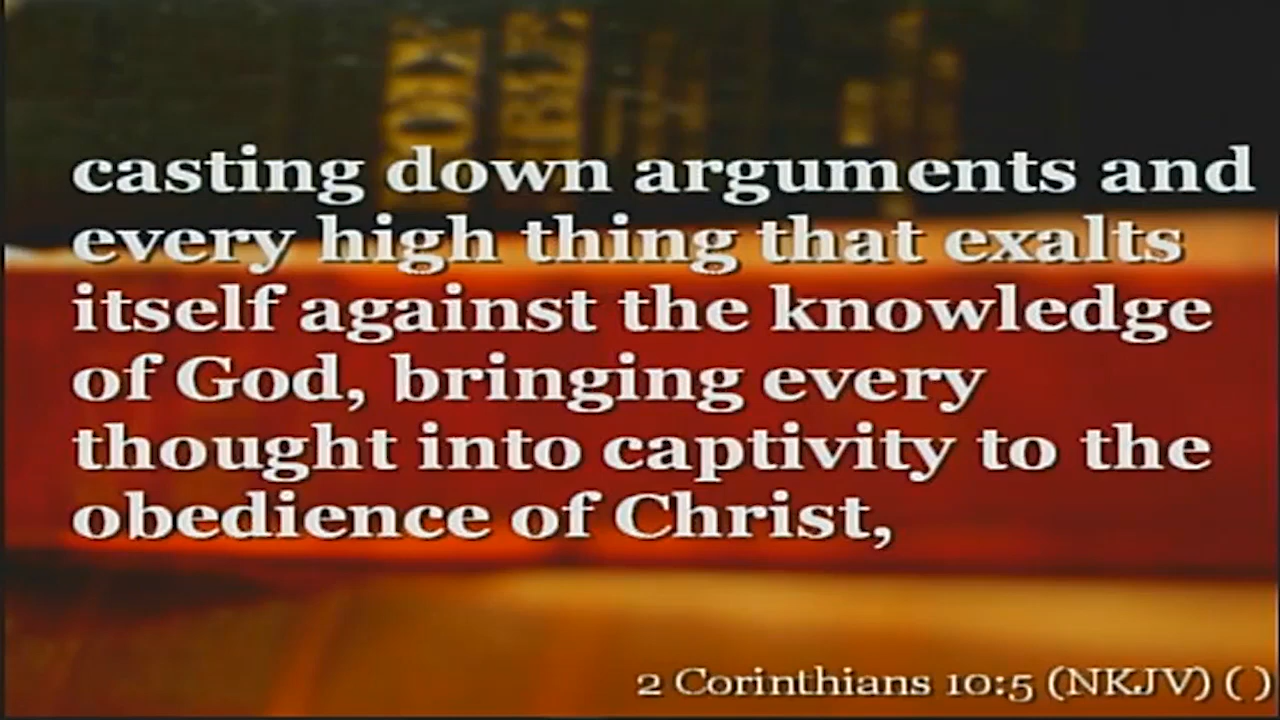 casting down arguments and
every high thing that exalts
itself against the knowledge
of God, bringing every
thought into captivity to the
obedience of Christ,
2 Corinthians 10:5 (NKJV) ( )